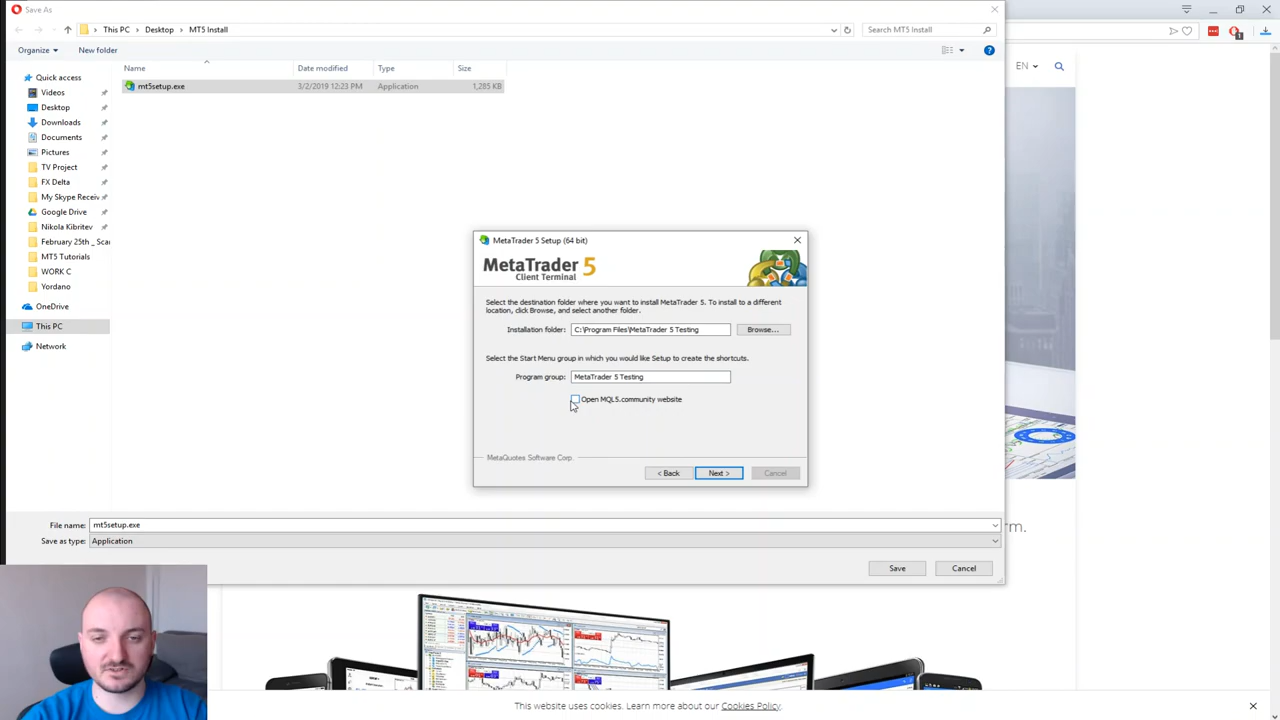 Save As
This PC
Desktop
MT5 Install
Search MT5 Install
Organize
New folder
Name
Date modified
Type
Size
mt5setup.exe
3/2/2019 12:23 PM
Application
1,285 KB
Quick access
Videos
Desktop
Downloads
Documents
Pictures
TV Project
FX Delta
My Skype Receiv
Google Drive
Nikola Kibritev
February 25th _ Scar
MT5 Tutorials
WORK C
Yordano
OneDrive
This PC
Network
EN
MetaTrader 5 Setup (64 bit)
MetaTrader 5
Client Terminal
Select the destination folder where you want to install MetaTrader 5. To install to a different
location, click Browse, and select another folder.
Installation folder:
C:\Program Files\MetaTrader 5 Testing
Browse...
Select the Start Menu group in which you would like Setup to create the shortcuts.
Program group:
MetaTrader 5 Testing
Open MQL5.community website
MetaQuotes Software Corp.
< Back
Next >
Cancel
rm.
File name:
mt5setup.exe
Save as type:
Application
Save
Cancel
This website uses cookies. Learn more about our Cookies Policy.